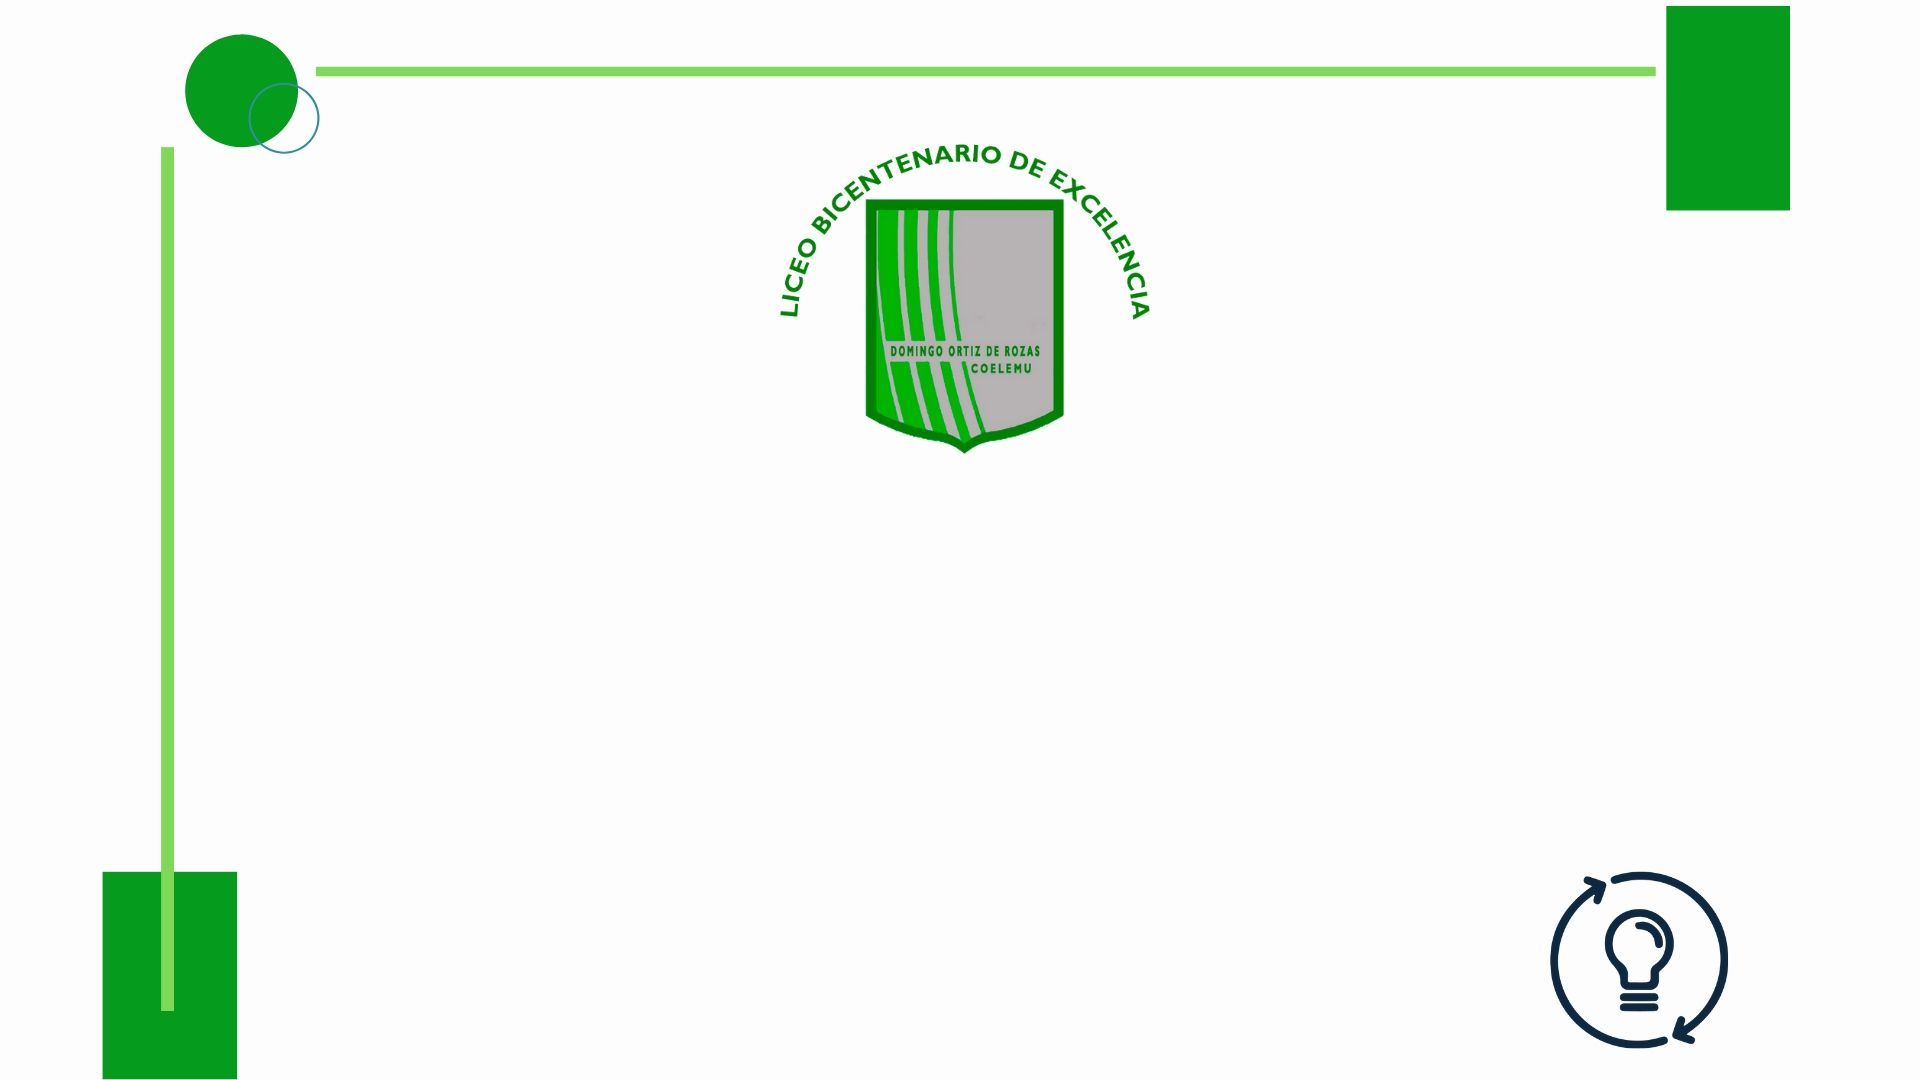 LICEO BICENTENARIO DE EXCELENCIA
DOMINGO ORTIZ DE ROZAS
COELEMU